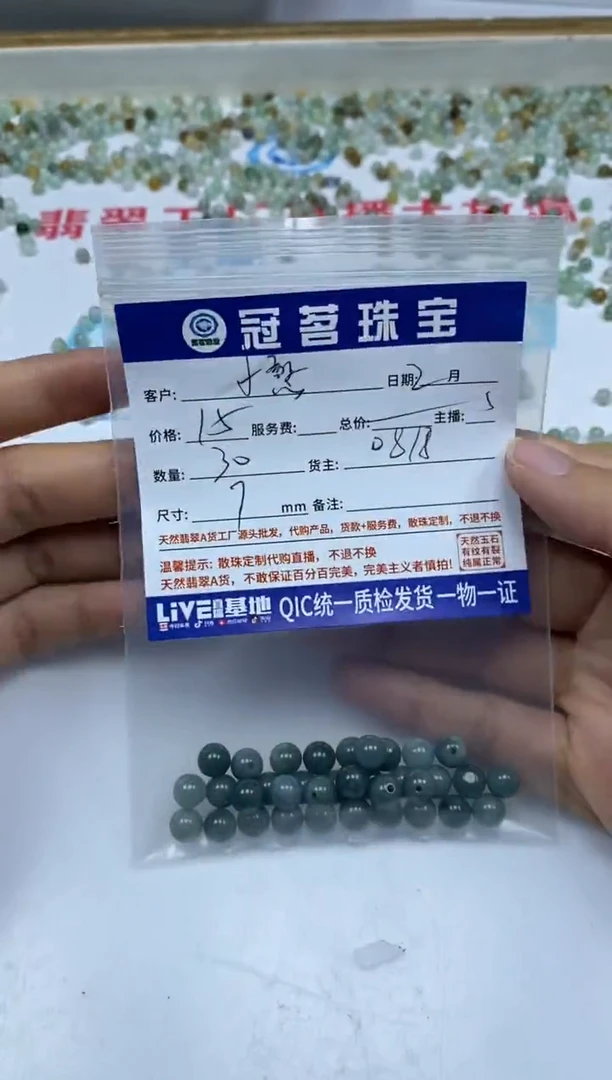 冠茗珠宝
客户: 日期: 2 月
价格: 15 服务费: 总价: 主播:
数量: 30 货主: 0818
尺寸: 7 mm 备注:
天然翡翠A货工厂源头批发，代购产品，货款+服务费，散珠定制，不退不换
温馨提示: 散珠定制代购直播，不退不换
天然翡翠A货，不敢保证百分百完美，完美主义者慎拍!
天然玉石
有纹有裂
纯属正常
LIVE 直播基地 QIC统一质检发货 一物一证